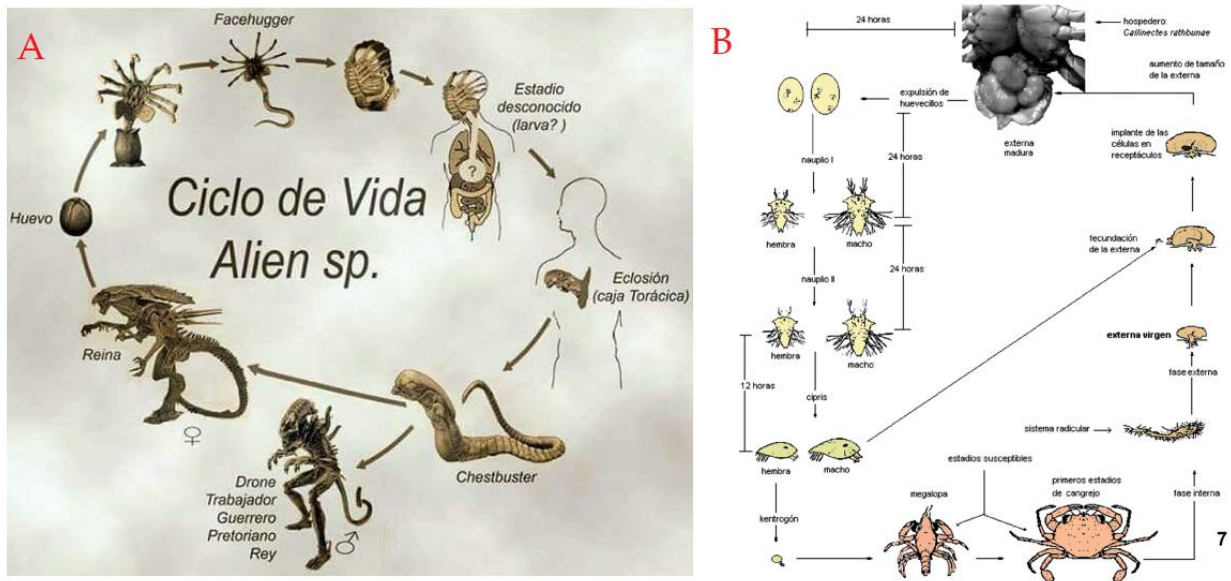 A
Facehugger
Estadio
desconocido
(larva? )
?
Ciclo de Vida
Alien sp.
Huevo
Eclosión
(caja Torácica)
Reina
♀
Chestbuster
Drone
Trabajador
Guerrero
Pretoriano
Rey
♂
B
24 horas
hospedero:
Callinectes rathbunae
aumento de tamaño
de la externa
expulsión de
huevecillos
externa
madura
implante de las
células en
receptáculos
nauplio I
24 horas
hembra
macho
fecundación
de la externa
nauplio II
24 horas
hembra
macho
externa virgen
12 horas
cipris
fase externa
sistema radicular
hembra
macho
estadios susceptibles
kentrogón
megalopa
primeros estadios
de cangrejo
fase interna
7